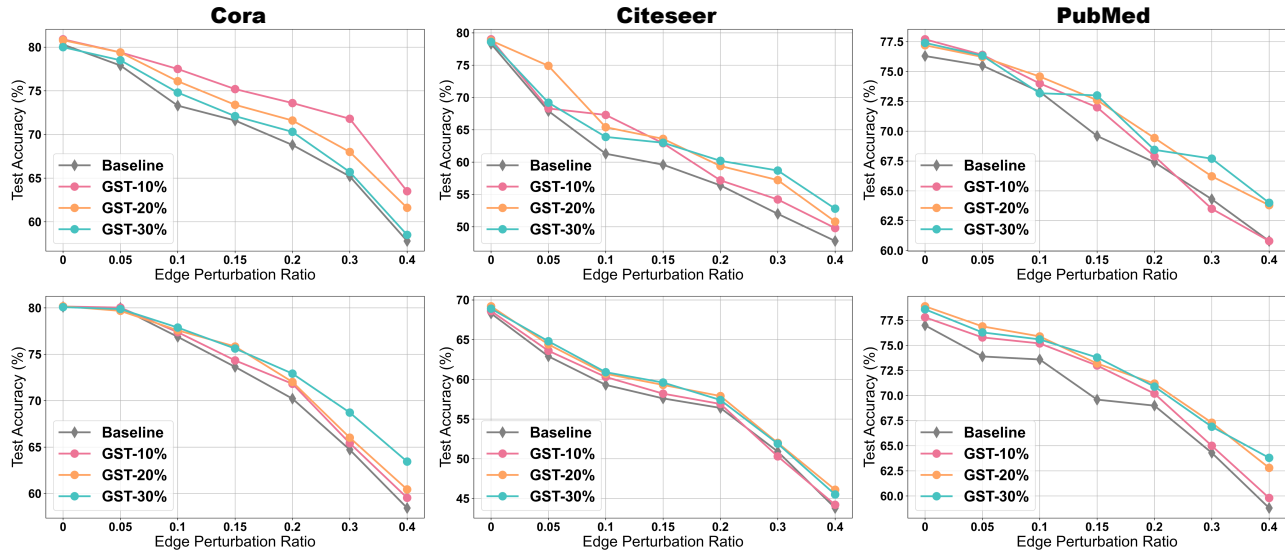 Cora
Citeseer
PubMed
Test Accuracy (%)
80
75
70
65
60
Baseline
GST-10%
GST-20%
GST-30%
0 0.05 0.1 0.15 0.2 0.3 0.4
Edge Perturbation Ratio
Test Accuracy (%)
80
75
70
65
60
55
50
Baseline
GST-10%
GST-20%
GST-30%
0 0.05 0.1 0.15 0.2 0.3 0.4
Edge Perturbation Ratio
Test Accuracy (%)
77.5
75.0
72.5
70.0
67.5
65.0
62.5
60.0
Baseline
GST-10%
GST-20%
GST-30%
0 0.05 0.1 0.15 0.2 0.3 0.4
Edge Perturbation Ratio
Test Accuracy (%)
80
75
70
65
60
Baseline
GST-10%
GST-20%
GST-30%
0 0.05 0.1 0.15 0.2 0.3 0.4
Edge Perturbation Ratio
Test Accuracy (%)
70
65
60
55
50
45
Baseline
GST-10%
GST-20%
GST-30%
0 0.05 0.1 0.15 0.2 0.3 0.4
Edge Perturbation Ratio
Test Accuracy (%)
77.5
75.0
72.5
70.0
67.5
65.0
62.5
60.0
Baseline
GST-10%
GST-20%
GST-30%
0 0.05 0.1 0.15 0.2 0.3 0.4
Edge Perturbation Ratio